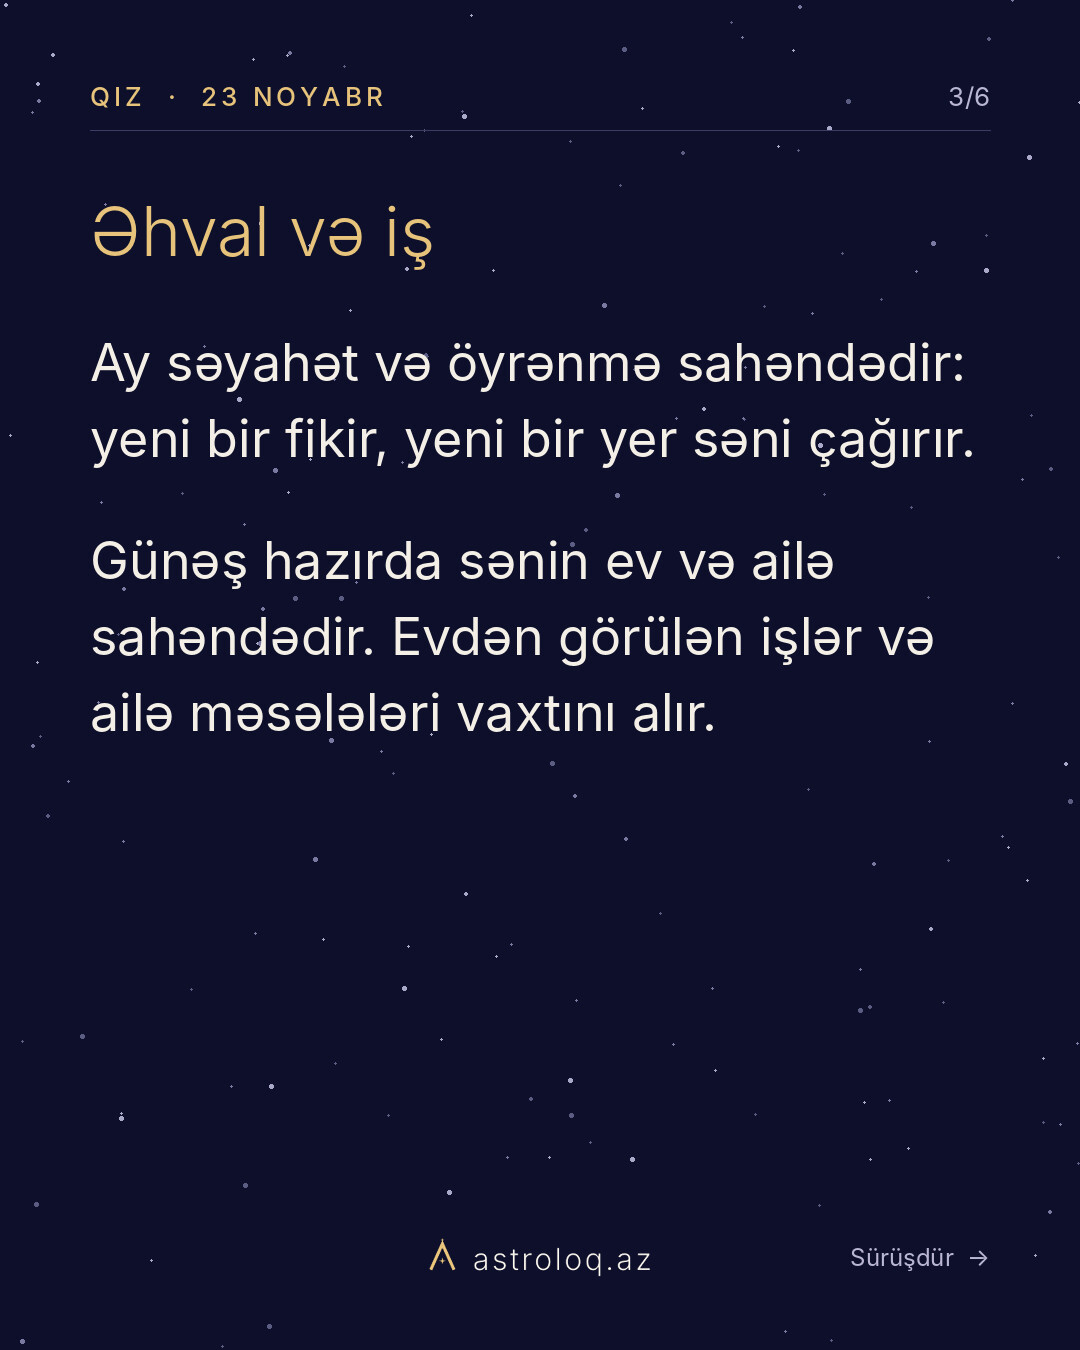 QIZ · 23 NOYABR
3/6
Əhval və iş
Ay səyahət və öyrənmə sahəndədir:
yeni bir fikir, yeni bir yer səni çağırır.
Günəş hazırda sənin ev və ailə
sahəndədir. Evdən görülən işlər və
ailə məsələləri vaxtını alır.
astroloq.az
Sürüşdür →